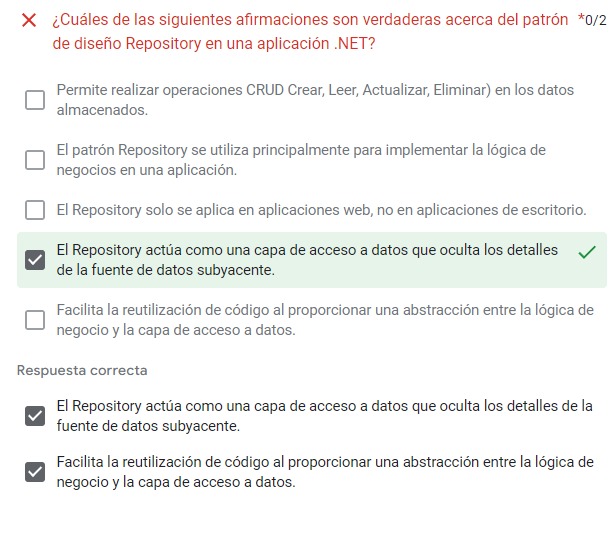 ¿Cuáles de las siguientes afirmaciones son verdaderas acerca del patrón *0/2
de diseño Repository en una aplicación .NET?
Permite realizar operaciones CRUD Crear, Leer, Actualizar, Eliminar) en los datos
almacenados.
El patrón Repository se utiliza principalmente para implementar la lógica de
negocios en una aplicación.
El Repository solo se aplica en aplicaciones web, no en aplicaciones de escritorio.
El Repository actúa como una capa de acceso a datos que oculta los detalles
de la fuente de datos subyacente.
Facilita la reutilización de código al proporcionar una abstracción entre la lógica de
negocio y la capa de acceso a datos.
Respuesta correcta
El Repository actúa como una capa de acceso a datos que oculta los detalles de la
fuente de datos subyacente.
Facilita la reutilización de código al proporcionar una abstracción entre la lógica de
negocio y la capa de acceso a datos.